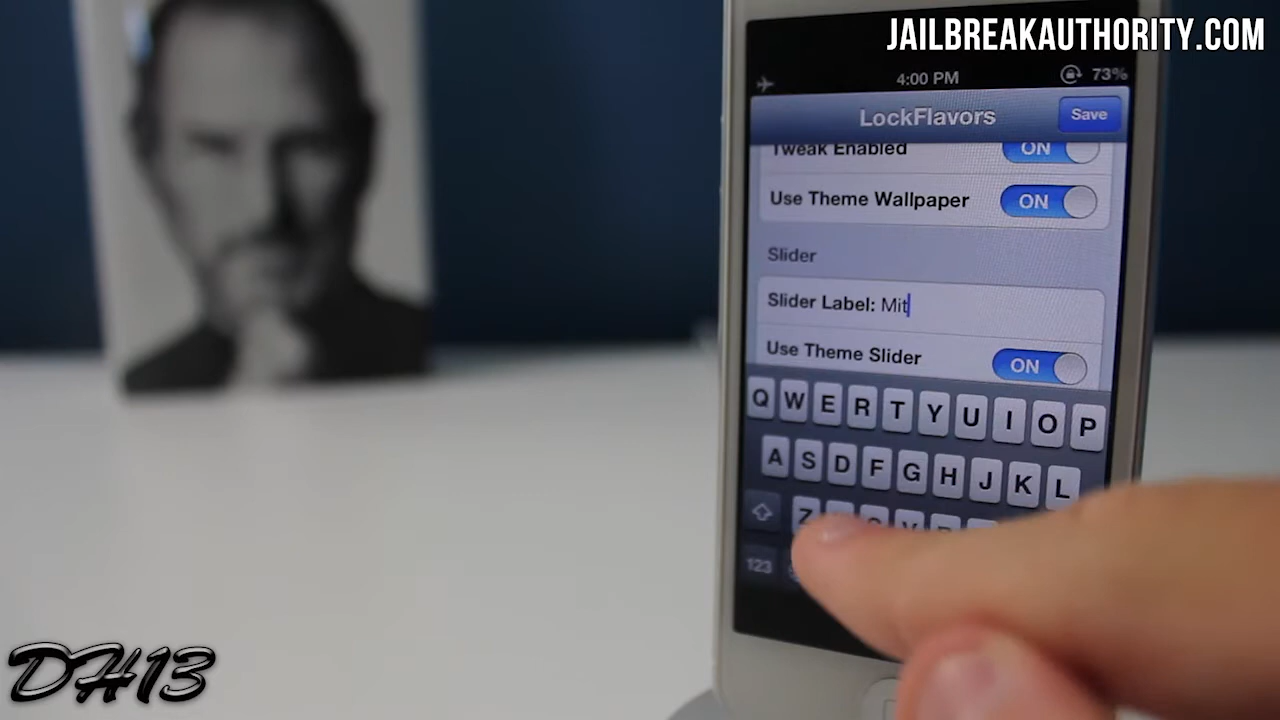 JAILBREAKAUTHORITY.COM
4:00 PM
73%
LockFlavors
Save
Tweak Enabled
ON
Use Theme Wallpaper
ON
Slider
Slider Label: Mit
Use Theme Slider
ON
Q W E R T Y U I O P
A S D F G H J K L
Z
123
DH13